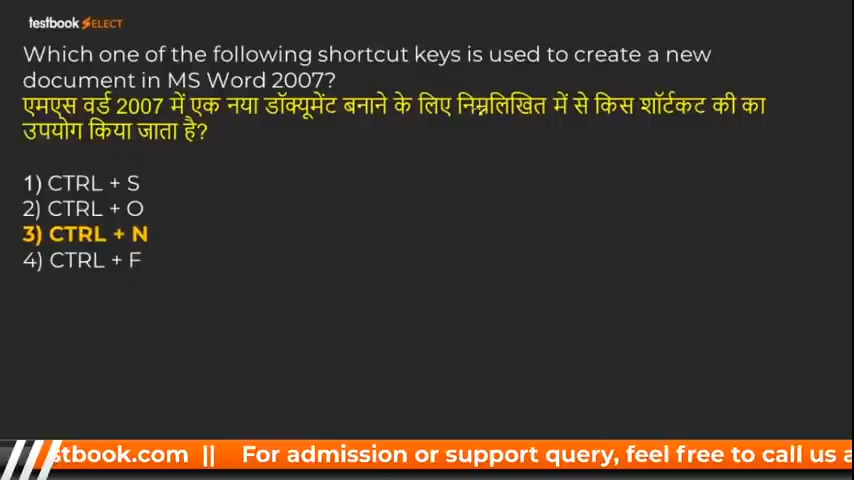 testbook SELECT
Which one of the following shortcut keys is used to create a new
document in MS Word 2007?
एमएस वर्ड 2007 में एक नया डॉक्यूमेंट बनाने के लिए निम्नलिखित में से किस शॉर्टकट की का
उपयोग किया जाता है?
1) CTRL + S
2) CTRL + O
3) CTRL + N
4) CTRL + F
stbook.com || For admission or support query, feel free to call us a